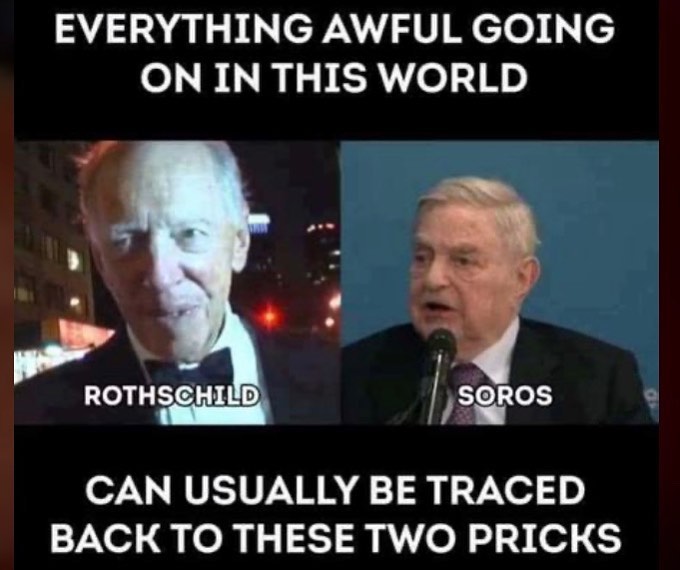 EVERYTHING AWFUL GOING
ON IN THIS WORLD
ROTHSCHILD
SOROS
CAN USUALLY BE TRACED
BACK TO THESE TWO PRICKS